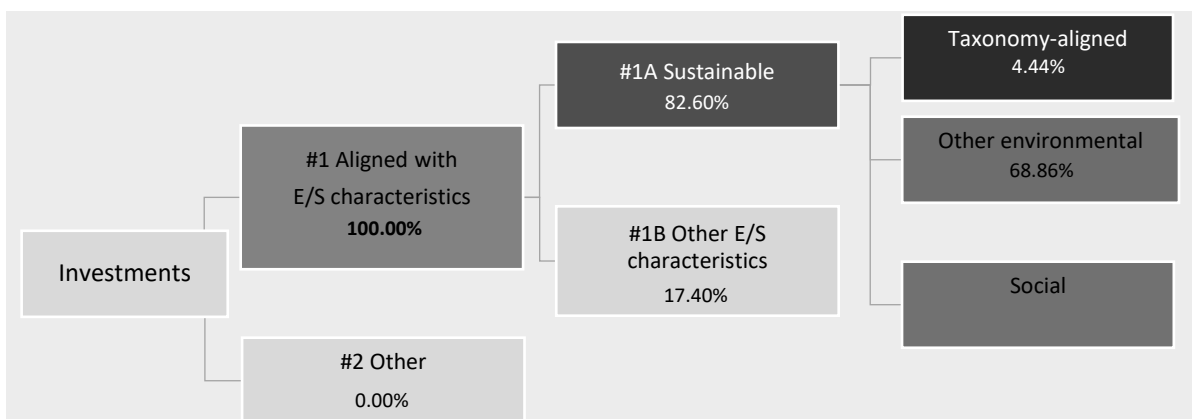 Investments
#1 Aligned with
E/S characteristics
100.00%
#2 Other
0.00%
#1A Sustainable
82.60%
#1B Other E/S
characteristics
17.40%
Taxonomy-aligned
4.44%
Other environmental
68.86%
Social